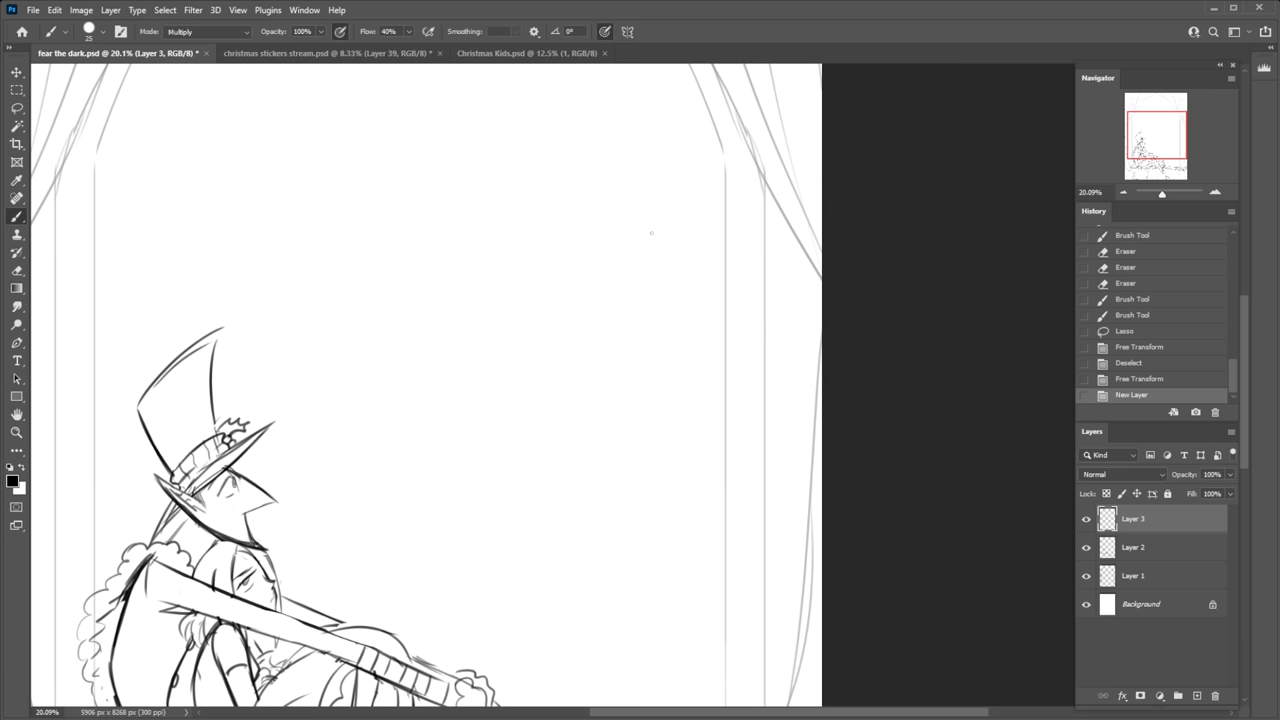 Ps File Edit Image Layer Type Select Filter 3D View Plugins Window Help
25 Mode: Multiply Opacity: 100% Flow: 40% Smoothing: 0°
fear the dark.psd @ 20.1% (Layer 3, RGB/8) * × christmas stickers stream.psd @ 8.33% (Layer 39, RGB/8) * × Christmas Kids.psd @ 12.5% (1, RGB/8) ×
Navigator
20.09%
History
Brush Tool
Eraser
Eraser
Eraser
Brush Tool
Brush Tool
Lasso
Free Transform
Deselect
Free Transform
New Layer
Layers
Kind
Normal Opacity: 100%
Lock: Fill: 100%
Layer 3
Layer 2
Layer 1
Background
20.09% 5906 px x 8268 px (300 ppi)